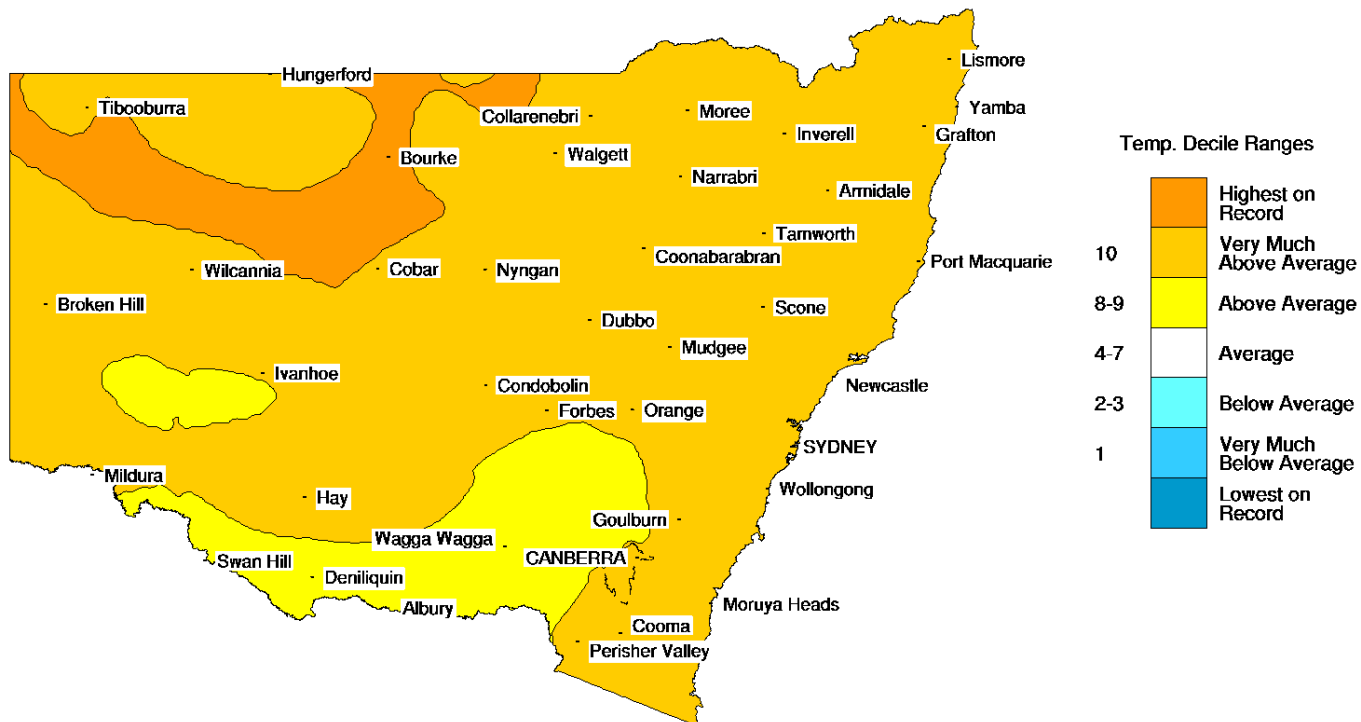 Lismore
Hungerford
Tibooburra
Collarenebri
Moree
Yamba
Inverell
Grafton
Bourke
Walgett
Narrabri
Armidale
Tamworth
Coonabarabran
Port Macquarie
Wilcannia
Cobar
Nyngan
Broken Hill
Scone
Dubbo
Mudgee
Ivanhoe
Condobolin
Newcastle
Forbes
Orange
SYDNEY
Mildura
Wollongong
Hay
Goulburn
Wagga Wagga
CANBERRA
Swan Hill
Deniliquin
Albury
Moruya Heads
Cooma
Perisher Valley
Temp. Decile Ranges
Highest on
Record
10 Very Much
Above Average
8-9 Above Average
4-7 Average
2-3 Below Average
1 Very Much
Below Average
Lowest on
Record